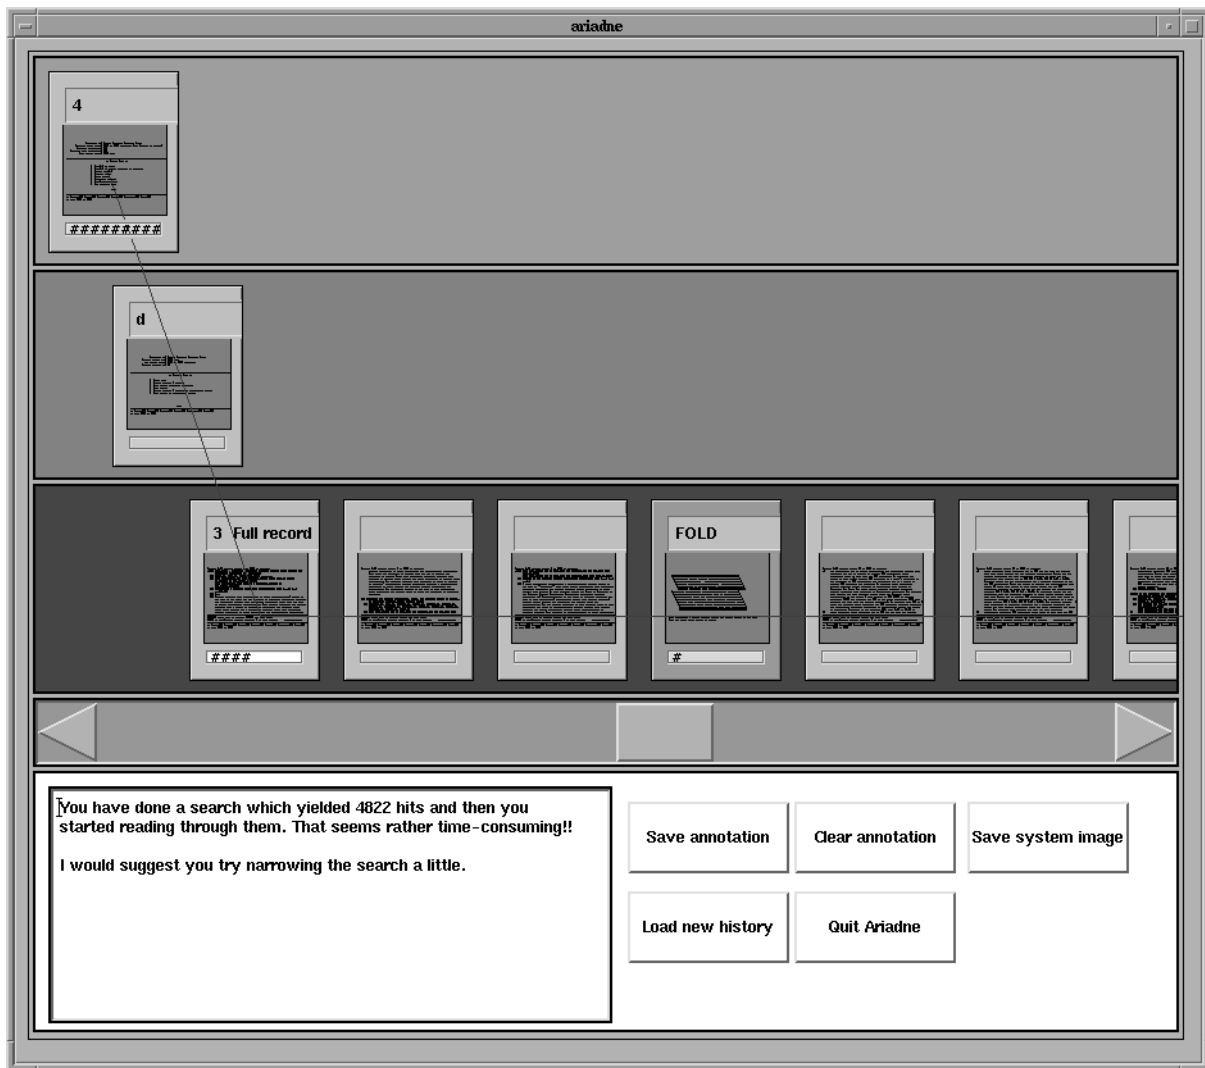 ariadne
4
#########
d
3 Full record
FOLD
####
#
You have done a search which yielded 4822 hits and then you
started reading through them. That seems rather time-consuming!!
I would suggest you try narrowing the search a little.
Save annotation
Clear annotation
Save system image
Load new history
Quit Ariadne